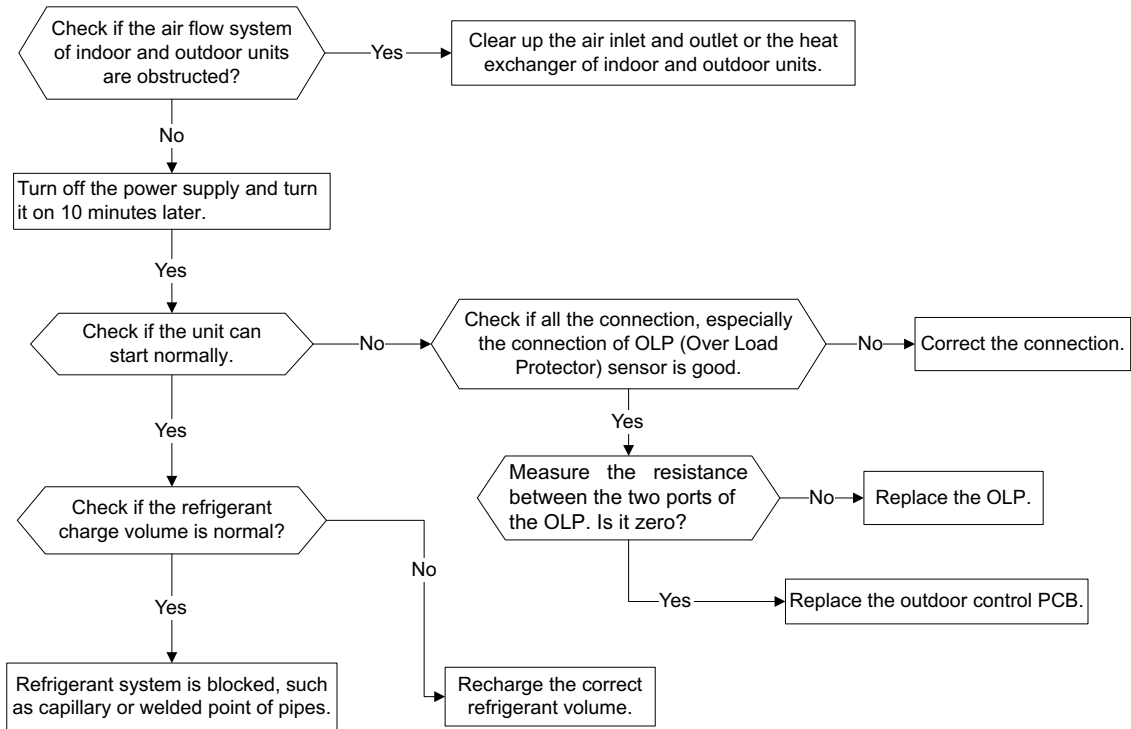 Check if the air flow system
of indoor and outdoor units
are obstructed?
Yes
Clear up the air inlet and outlet or the heat
exchanger of indoor and outdoor units.
No
Turn off the power supply and turn
it on 10 minutes later.
Yes
Check if the unit can
start normally.
No
Check if all the connection, especially
the connection of OLP (Over Load
Protector) sensor is good.
No
Correct the connection.
Yes
Yes
Measure the resistance
between the two ports of
the OLP. Is it zero?
No
Replace the OLP.
Check if the refrigerant
charge volume is normal?
No
Yes
Replace the outdoor control PCB.
Yes
Refrigerant system is blocked, such
as capillary or welded point of pipes.
Recharge the correct
refrigerant volume.